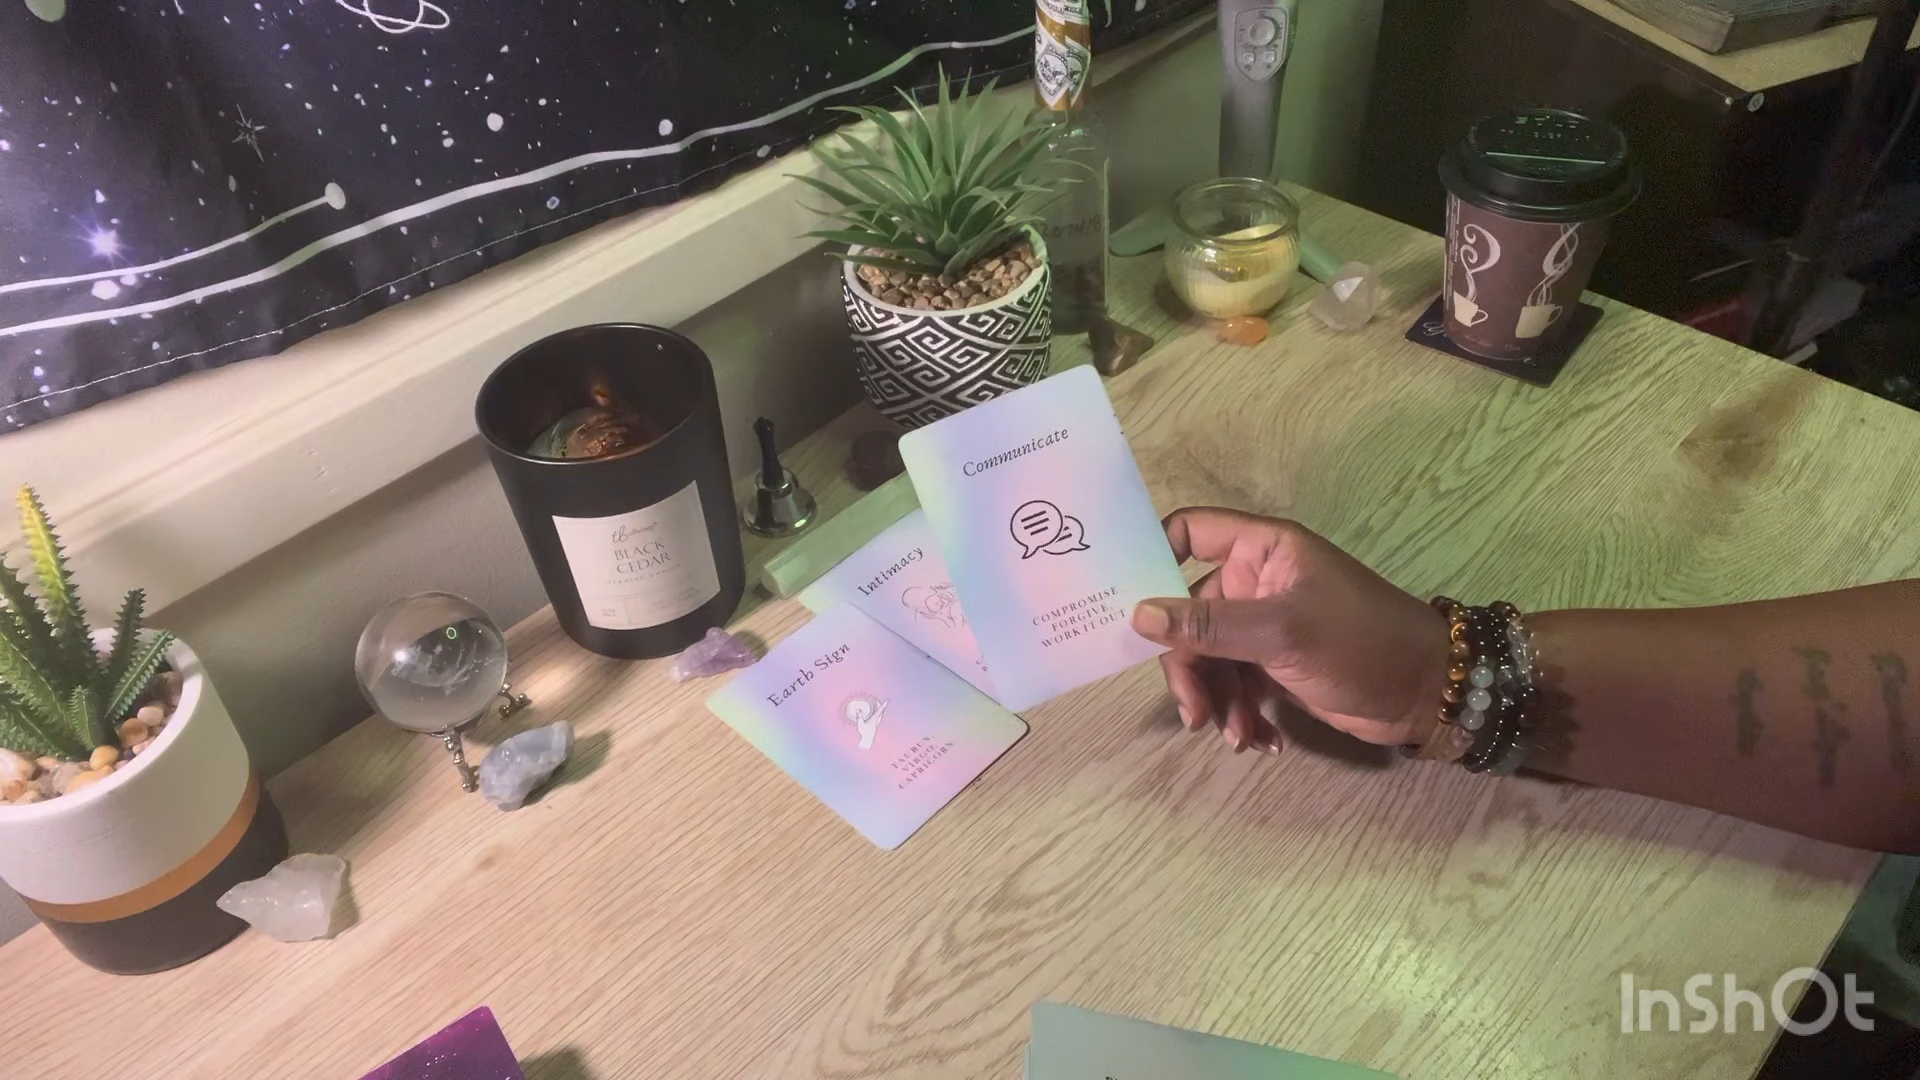 Communicate
COMPROMISE,
FORGIVE,
WORK IT OUT
Intimacy
Earth Sign
TAURUS,
VIRGO,
CAPRICORN
BLACK
CEDAR
InShOt